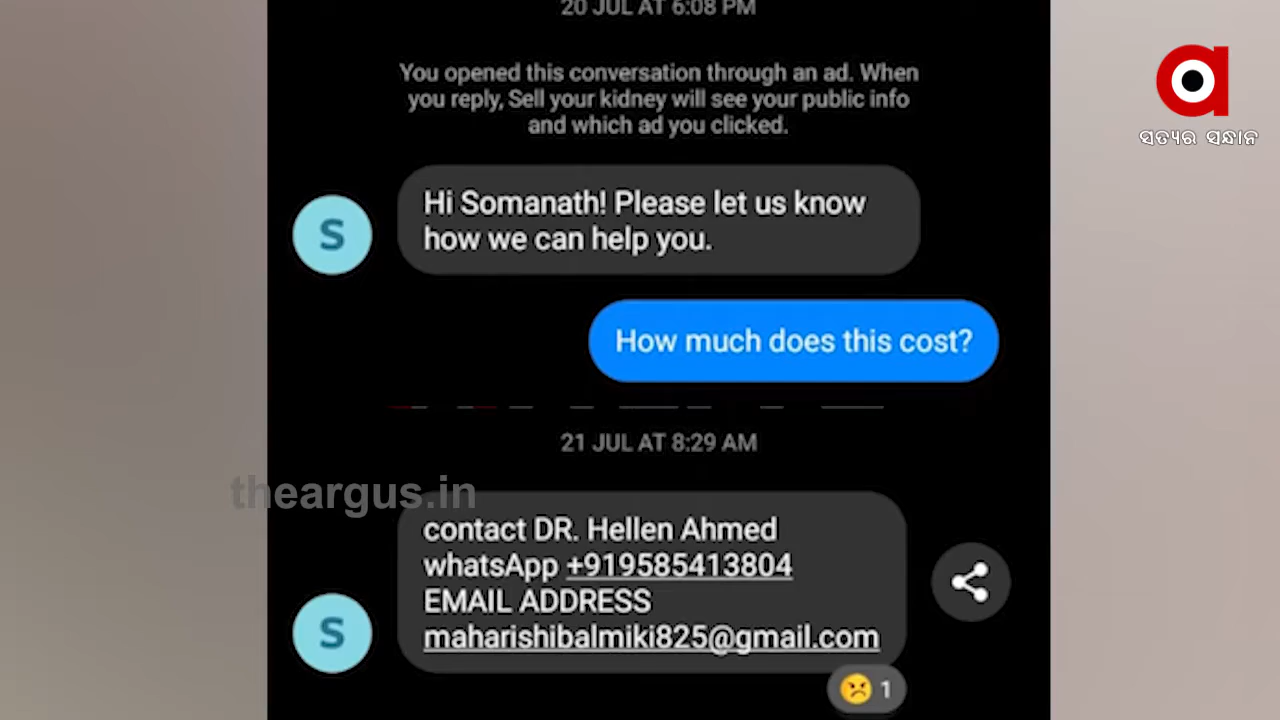 20 JUL AT 6:08 PM
ସତ୍ୟର ସନ୍ଧାନ
You opened this conversation through an ad. When
you reply, Sell your kidney will see your public info
and which ad you clicked.
S
Hi Somanath! Please let us know
how we can help you.
How much does this cost?
21 JUL AT 8:29 AM
theargus.in
contact DR. Hellen Ahmed
whatsApp +919585413804
EMAIL ADDRESS
maharishibalmiki825@gmail.com
S
1